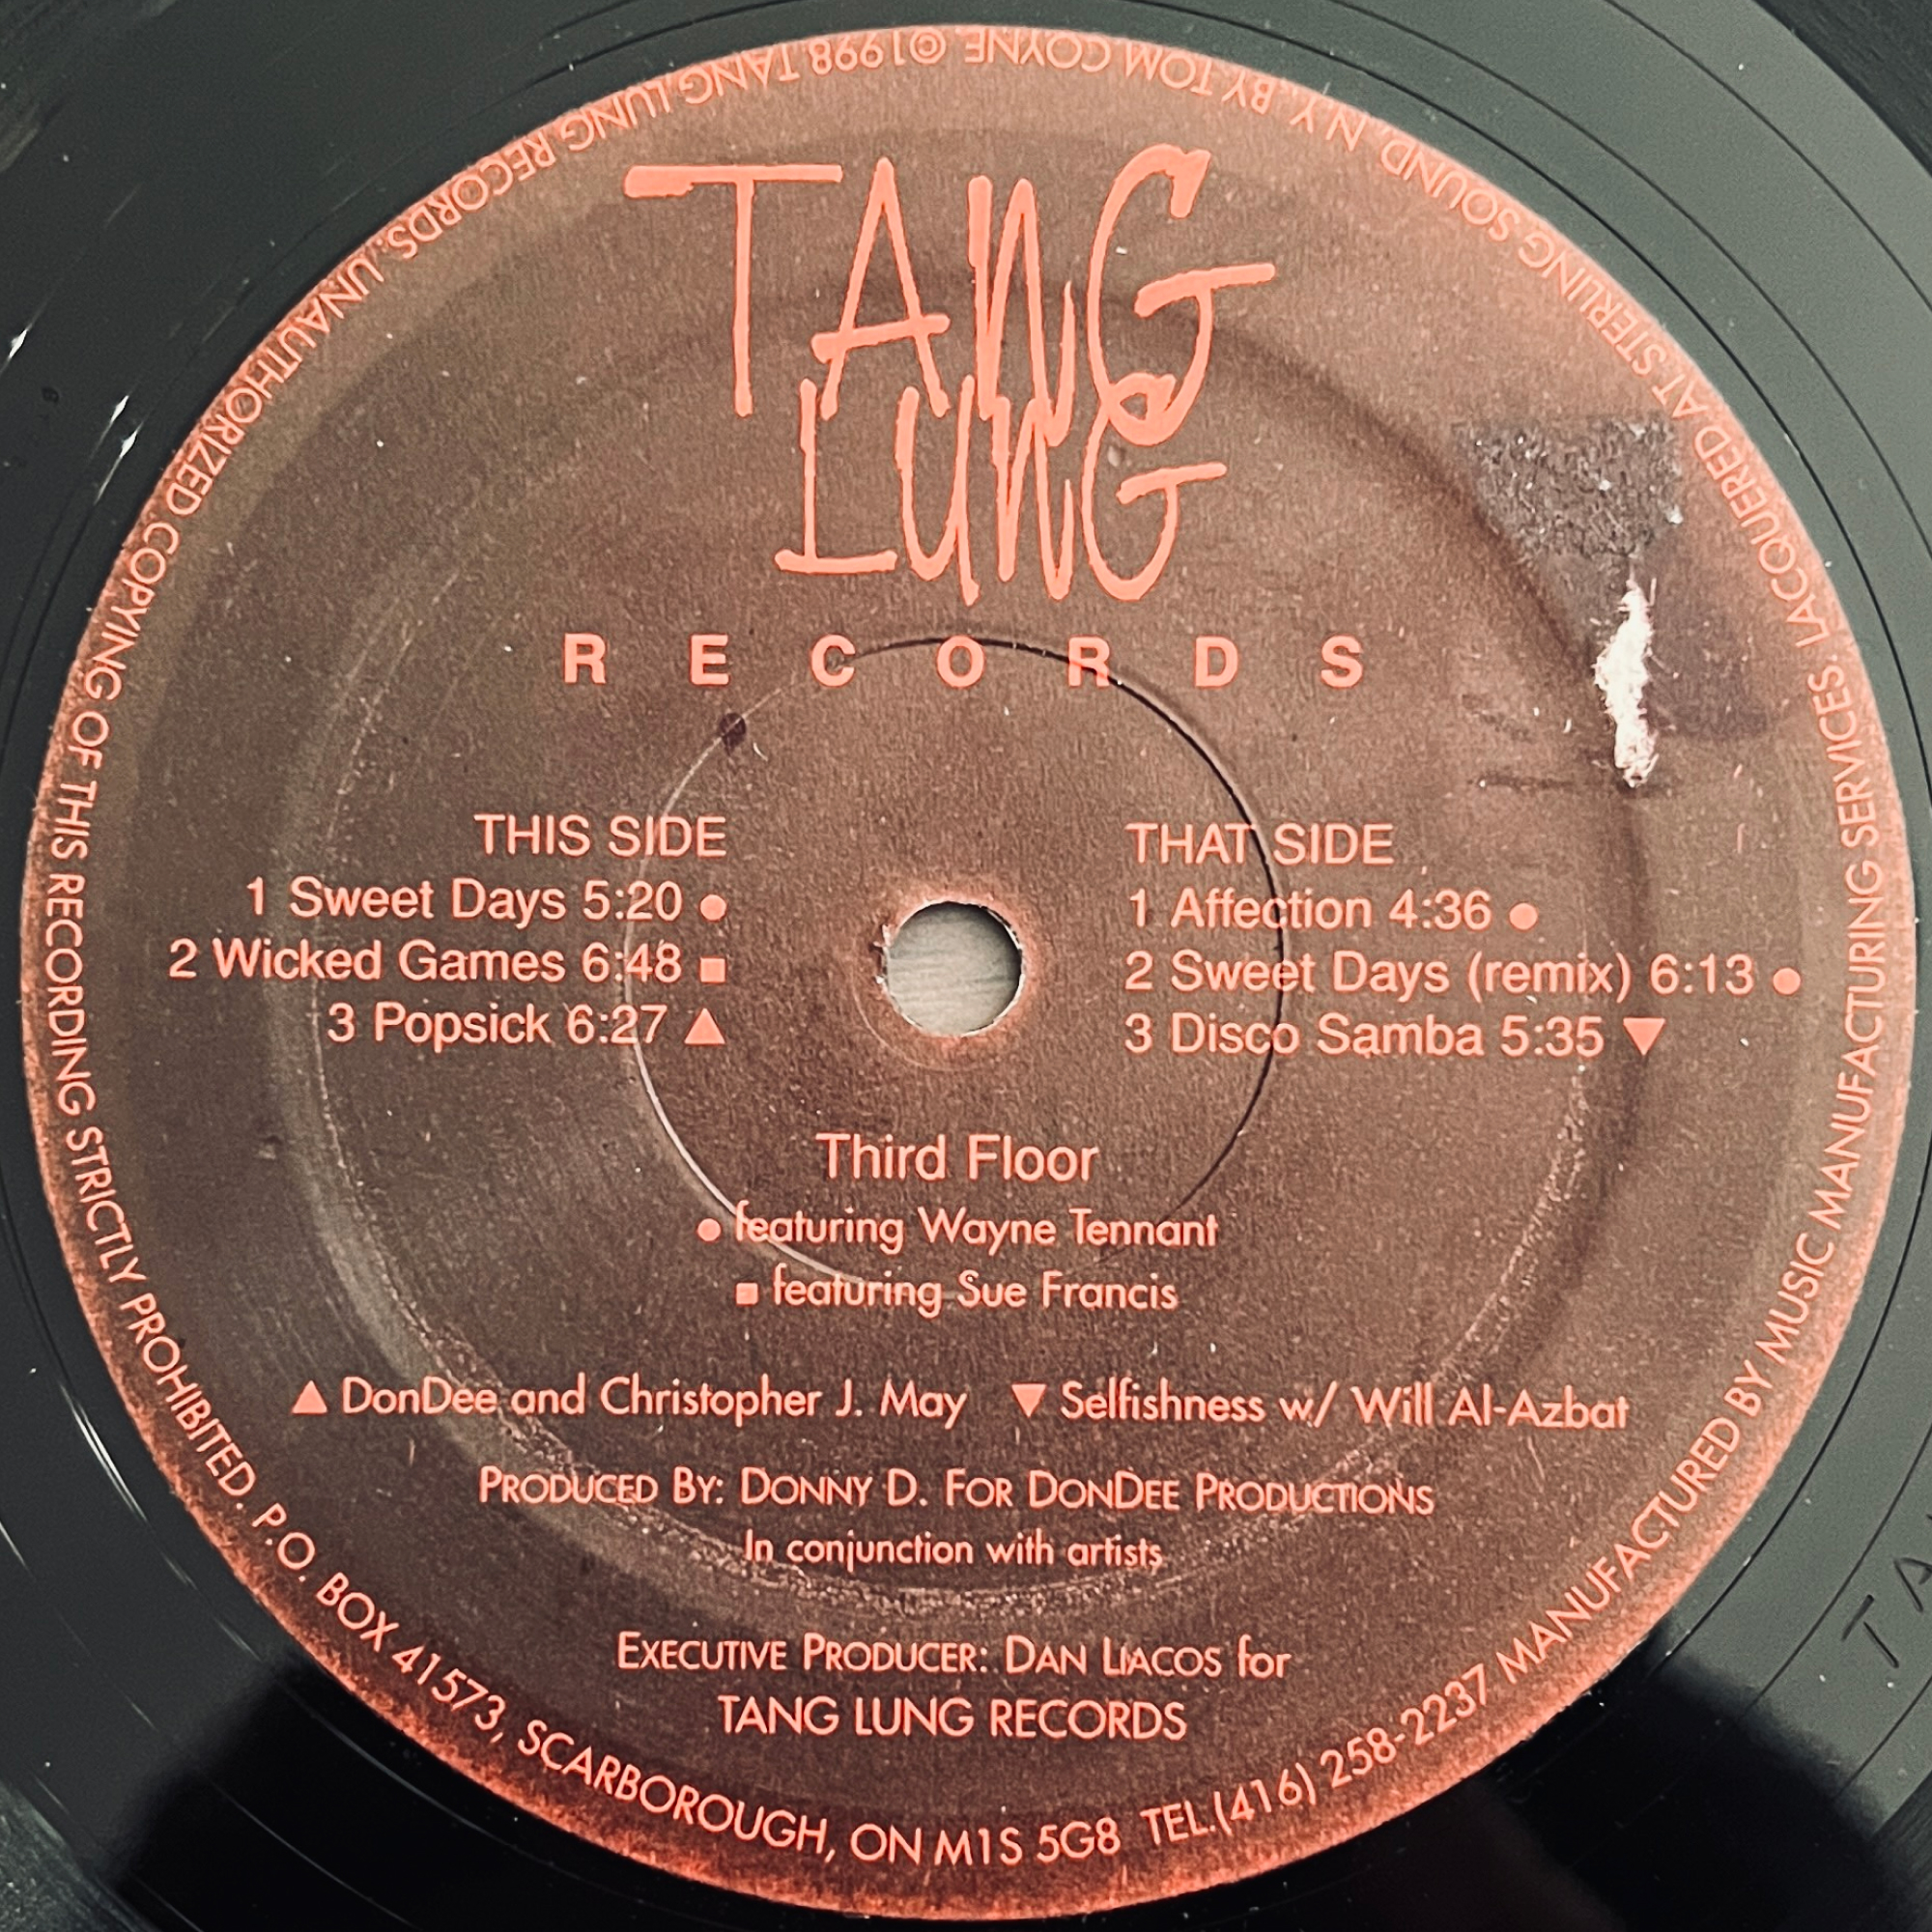 TANG
LUNG
RECORDS
THIS SIDE
1 Sweet Days 5:20 ●
2 Wicked Games 6:48 ■
3 Popsick 6:27 ▲
THAT SIDE
1 Affection 4:36 ●
2 Sweet Days (remix) 6:13 ●
3 Disco Samba 5:35 ▼
Third Floor
● featuring Wayne Tennant
■ featuring Sue Francis
▲ DonDee and Christopher J. May ▼ Selfishness w/ Will Al-Azbat
PRODUCED BY: DONNY D. FOR DONDEE PRODUCTIONS
In conjunction with artists
EXECUTIVE PRODUCER: DAN LIACOS for
TANG LUNG RECORDS
MANUFACTURED BY MUSIC MANUFACTURING SERVICES LACQUERED AT STERLING SOUND, N.Y. BY TOM COYNE ©1998 TANG LUNG RECORDS. UNAUTHORIZED COPYING OF THIS RECORDING STRICTLY PROHIBITED. P.O. BOX 41573, SCARBOROUGH, ON M1S 5G8 TEL.(416) 258-2237